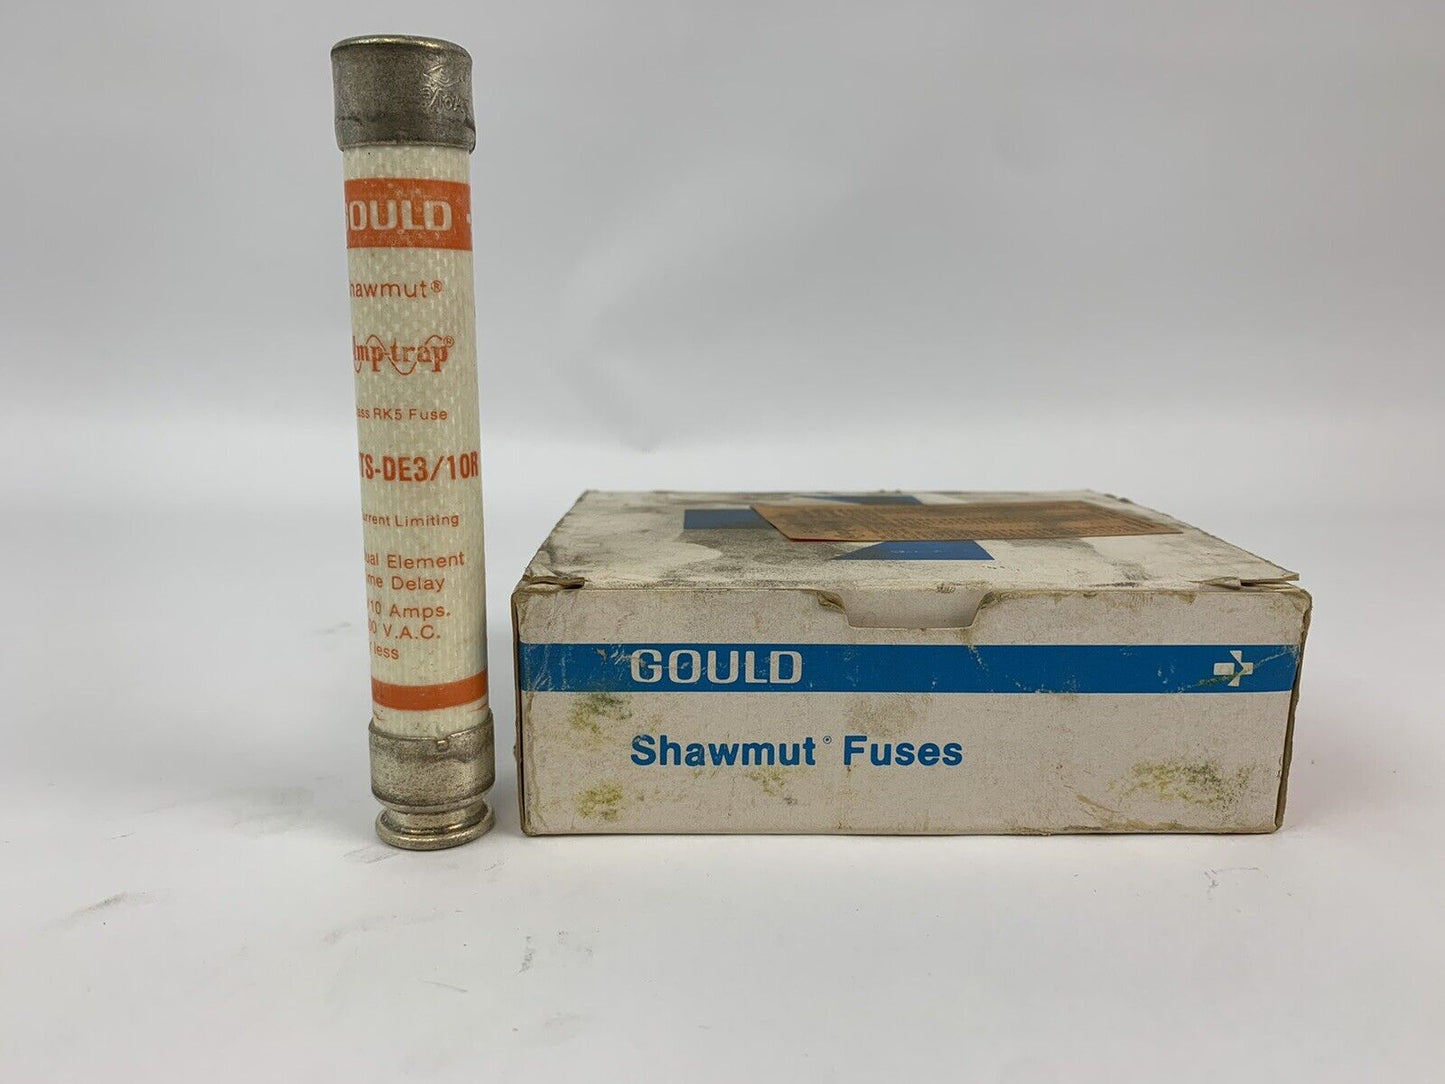 GOULD
hawmut®
Amp-trap®
ass RK5 Fuse
TS-DE3/10R
urrent Limiting
ual Element
me Delay
/10 Amps.
00 V.A.C.
r less
GOULD
Shawmut® Fuses